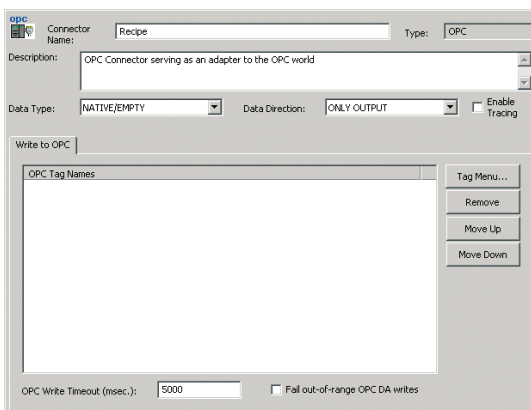 opc
Connector Name: Recipe Type: OPC
Description: OPC Connector serving as an adapter to the OPC world
Data Type: NATIVE/EMPTY Data Direction: ONLY OUTPUT Enable Tracing
Write to OPC
OPC Tag Names
Tag Menu...
Remove
Move Up
Move Down
OPC Write Timeout (msec.): 5000 Fail out-of-range OPC DA writes